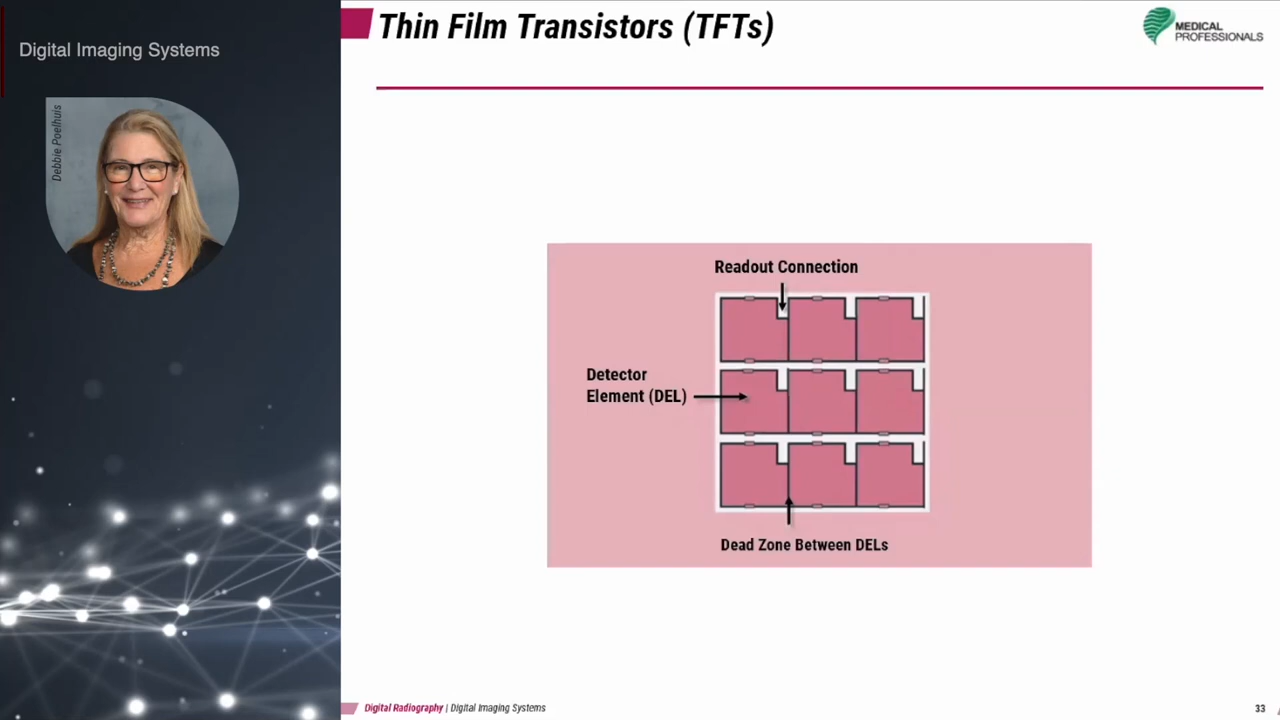 Digital Imaging Systems
Debbie Poelhuis
Thin Film Transistors (TFTs)
MEDICAL
PROFESSIONALS
Readout Connection
Detector
Element (DEL)
Dead Zone Between DELs
Digital Radiography | Digital Imaging Systems
33